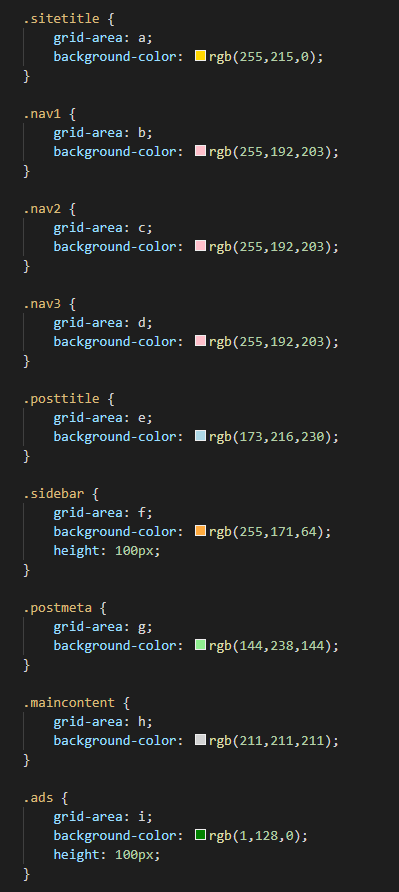 .sitetitle {
    grid-area: a;
    background-color: rgb(255,215,0);
}

.nav1 {
    grid-area: b;
    background-color: rgb(255,192,203);
}

.nav2 {
    grid-area: c;
    background-color: rgb(255,192,203);
}

.nav3 {
    grid-area: d;
    background-color: rgb(255,192,203);
}

.posttitle {
    grid-area: e;
    background-color: rgb(173,216,230);
}

.sidebar {
    grid-area: f;
    background-color: rgb(255,171,64);
    height: 100px;
}

.postmeta {
    grid-area: g;
    background-color: rgb(144,238,144);
}

.maincontent {
    grid-area: h;
    background-color: rgb(211,211,211);
}

.ads {
    grid-area: i;
    background-color: rgb(1,128,0);
    height: 100px;
}